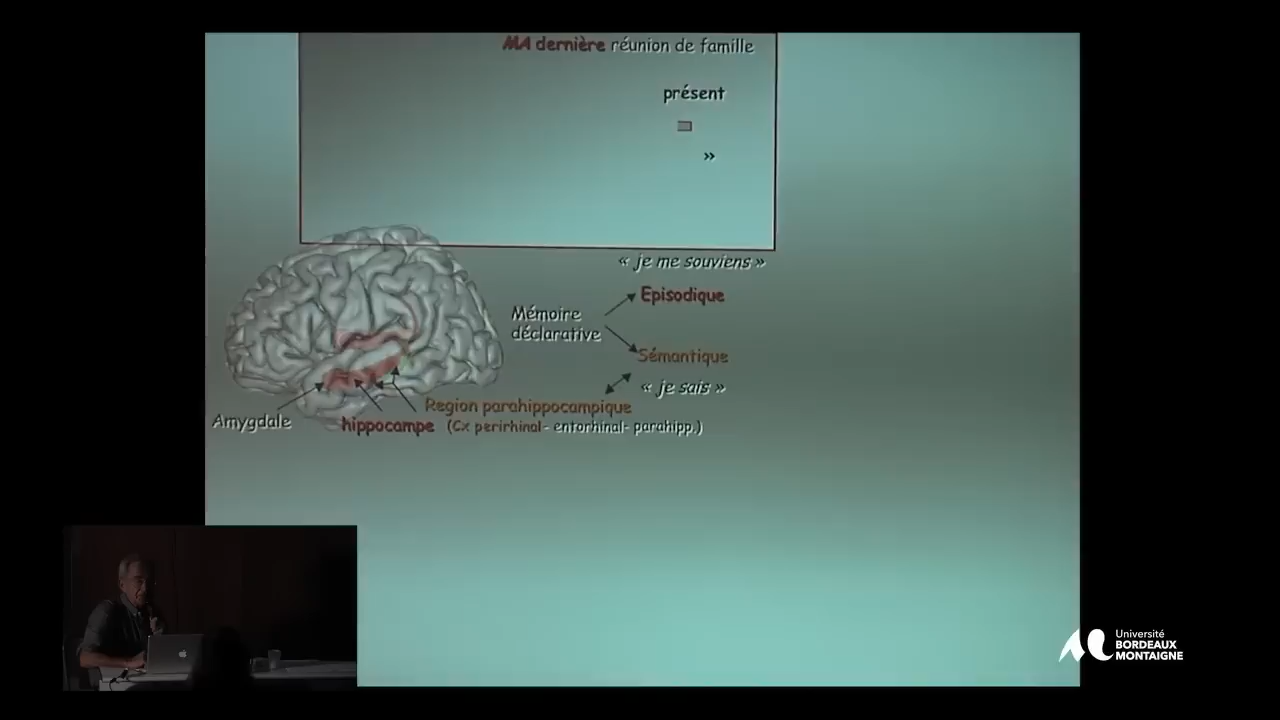 MA dernière réunion de famille
présent
»
« je me souviens »
Episodique
Mémoire
déclarative
Sémantique
« je sais »
Region parahippocampique
Amygdale
hippocampe (Cx perirhinal - entorhinal- parahipp.)
Université
BORDEAUX
MONTAIGNE